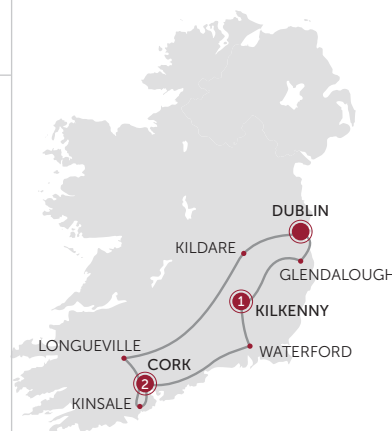 DUBLIN
KILDARE
GLENDALOUGH
1
KILKENNY
LONGUEVILLE
WATERFORD
CORK
2
KINSALE